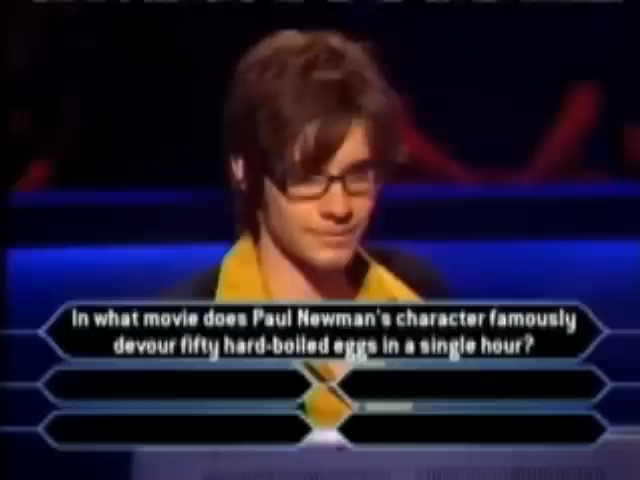 In what movie does Paul Newman's character famously
devour fifty hard-boiled eggs in a single hour?